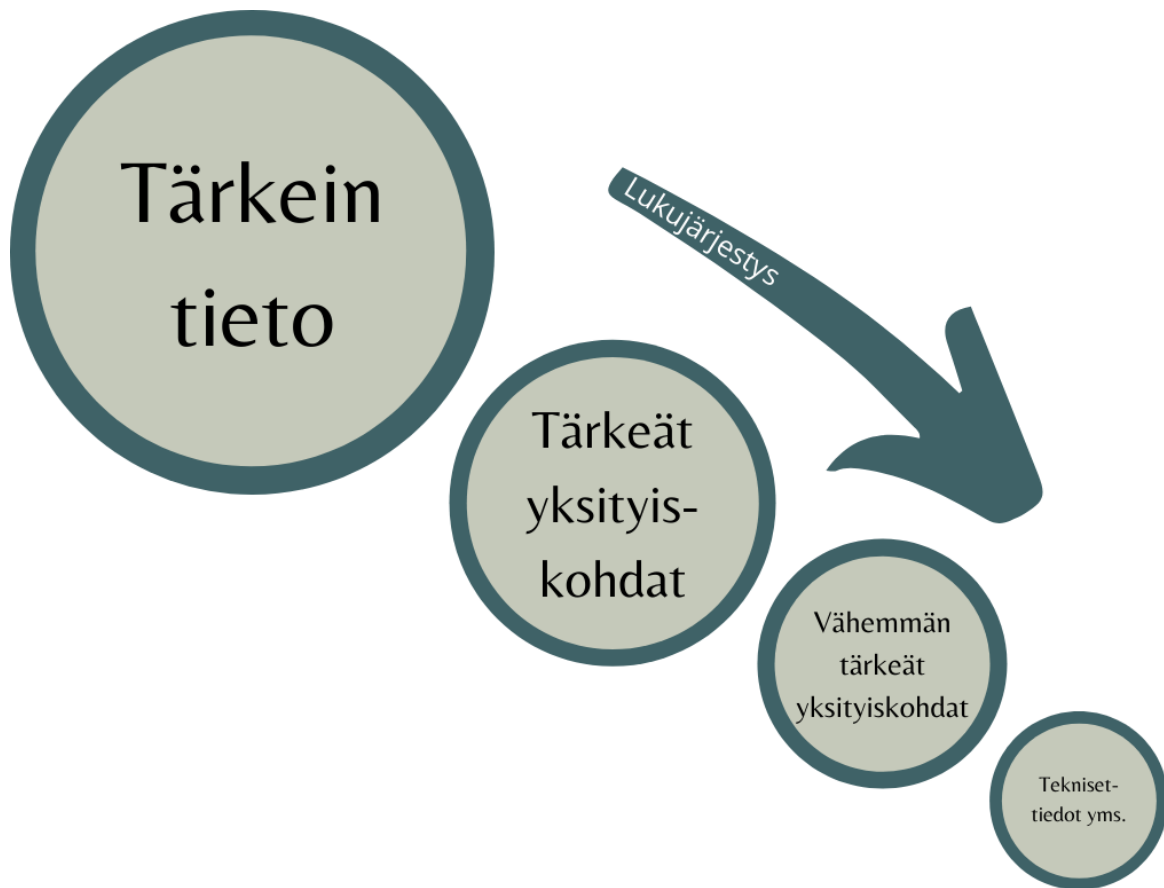 Tärkein
tieto
Lukujärjestys
Tärkeät
yksityis-
kohdat
Vähemmän
tärkeät
yksityiskohdat
Tekniset-
tiedot yms.